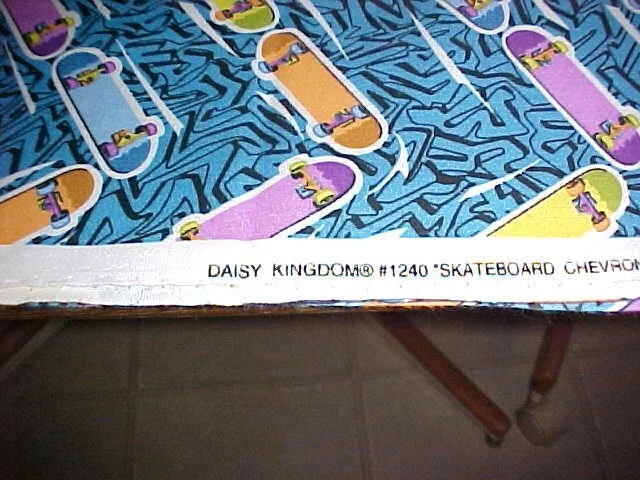 DAISY KINGDOM® #1240 "SKATEBOARD CHEVRON